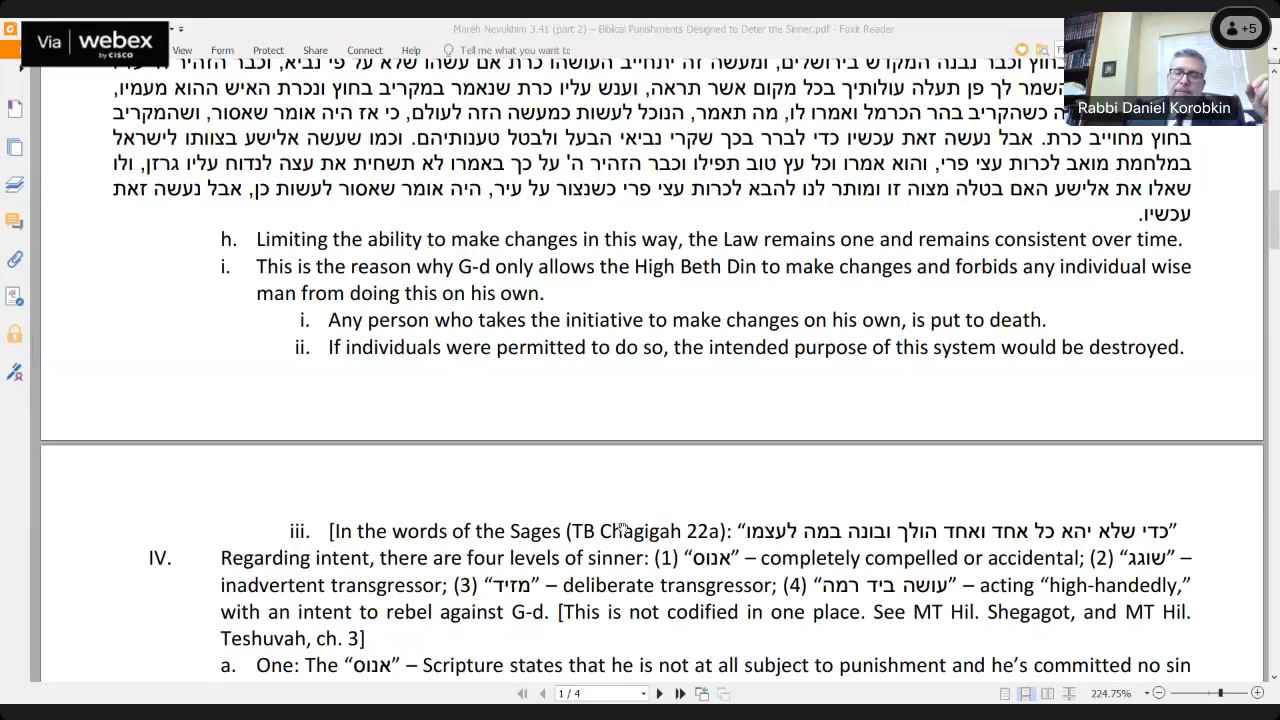 Moreh Nevukhim 3.41 (part 2) – Biblical Punishments Designed to Deter the Sinner.pdf - Foxit Reader
Via webex by CISCO
View Form Protect Share Connect Help Tell me what you want to
+5
Rabbi Daniel Korobkin
בחוץ וכבר נבנה המקדש בירושלים, ומעשה זה יתחייב העושהו כרת אם עשהו שלא על פי נביא, וכבר הזהיר ה'
השמר לך פן תעלה עולותיך בכל מקום אשר תראה, וענש עליו כרת שנאמר במקריב בחוץ ונכרת האיש ההוא מעמיו,
כשהקריב בהר הכרמל ואמרו לו, מה תאמר, הנוכל לעשות כמעשה הזה לעולם, כי אז היה אומר שאסור, ושהמקריב
בחוץ מחוייב כרת. אבל נעשה זאת עכשיו כדי לברר בכך שקרי נביאי הבעל ולבטל טענותיהם. וכמו שעשה אלישע בצוותו לישראל
במלחמת מואב לכרות עצי פרי, והוא אמרו וכל עץ טוב תפילו וכבר הזהיר ה' על כך באמרו לא תשחית את עצה לנדוח עליו גרזן, ולו
שאלו את אלישע האם בטלה מצוה זו ומותר לנו להבא לכרות עצי פרי כשנצור על עיר, היה אומר שאסור לעשות כן, אבל נעשה זאת
עכשיו.
h. Limiting the ability to make changes in this way, the Law remains one and remains consistent over time.
i. This is the reason why G-d only allows the High Beth Din to make changes and forbids any individual wise
man from doing this on his own.
i. Any person who takes the initiative to make changes on his own, is put to death.
ii. If individuals were permitted to do so, the intended purpose of this system would be destroyed.
iii. [In the words of the Sages (TB Chagigah 22a): "כדי שלא יהא כל אחד ואחד הולך ובונה במה לעצמו"
IV. Regarding intent, there are four levels of sinner: (1) "אנוס" – completely compelled or accidental; (2) "שוגג" –
inadvertent transgressor; (3) "מזיד" – deliberate transgressor; (4) "עושה ביד רמה" – acting "high-handedly,"
with an intent to rebel against G-d. [This is not codified in one place. See MT Hil. Shegagot, and MT Hil.
Teshuvah, ch. 3]
a. One: The "אנוס" – Scripture states that he is not at all subject to punishment and he's committed no sin
1 / 4
224.75%